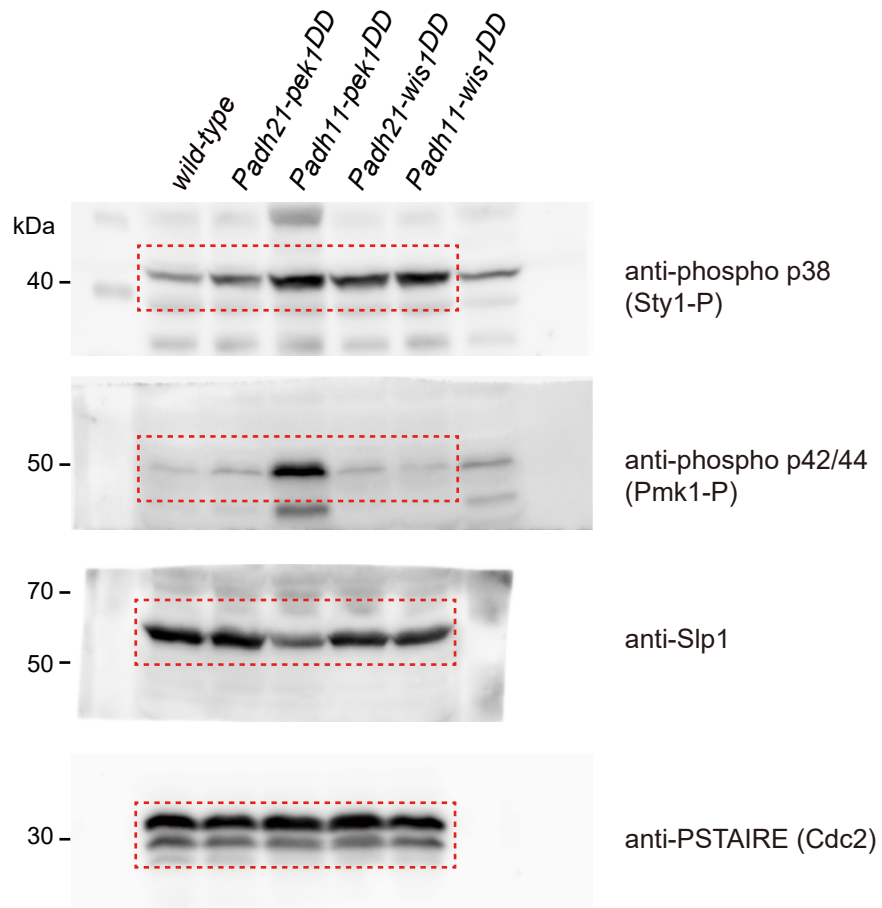 wild-type
Padh21-pek1DD
Padh11-pek1DD
Padh21-wis1DD
Padh11-wis1DD
kDa
40
anti-phospho p38
(Sty1-P)
50
anti-phospho p42/44
(Pmk1-P)
70
50
anti-Slp1
30
anti-PSTAIRE (Cdc2)